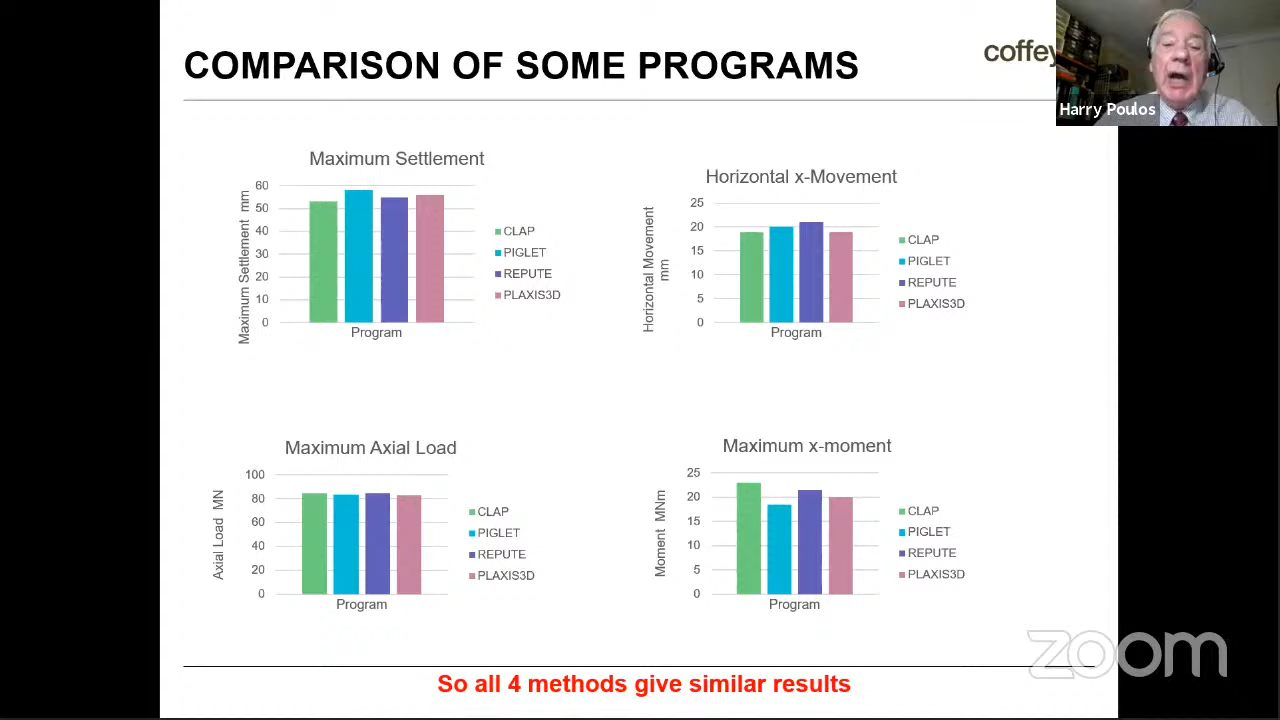 COMPARISON OF SOME PROGRAMS
coffey
Harry Poulos
Maximum Settlement
Maximum Settlement mm
60
50
40
30
20
10
0
Program
CLAP
PIGLET
REPUTE
PLAXIS3D
Horizontal x-Movement
Horizontal Movement
mm
25
20
15
10
5
0
Program
CLAP
PIGLET
REPUTE
PLAXIS3D
Maximum Axial Load
Axial Load MN
100
80
60
40
20
0
Program
CLAP
PIGLET
REPUTE
PLAXIS3D
Maximum x-moment
Moment MNm
25
20
15
10
5
0
Program
CLAP
PIGLET
REPUTE
PLAXIS3D
zoom
So all 4 methods give similar results